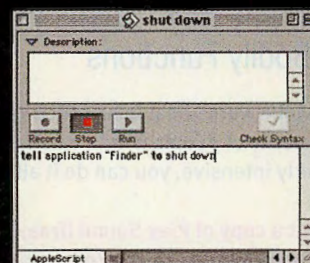 shut down
Description:
Record Stop Run Check Syntax
tell application "Finder" to shut down
AppleScript